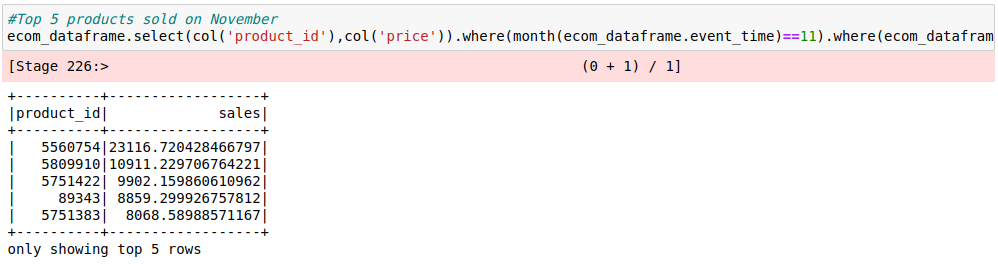 #Top 5 products sold on November
ecom_dataframe.select(col('product_id'),col('price')).where(month(ecom_dataframe.event_time)==11).where(ecom_datafram
[Stage 226:>                                                        (0 + 1) / 1]
+----------+------------------+
|product_id|             sales|
+----------+------------------+
|   5560754|23116.720428466797|
|   5809910|10911.229706764221|
|   5751422| 9902.159860610962|
|     89343| 8859.299926757812|
|   5751383|  8068.58988571167|
+----------+------------------+
only showing top 5 rows